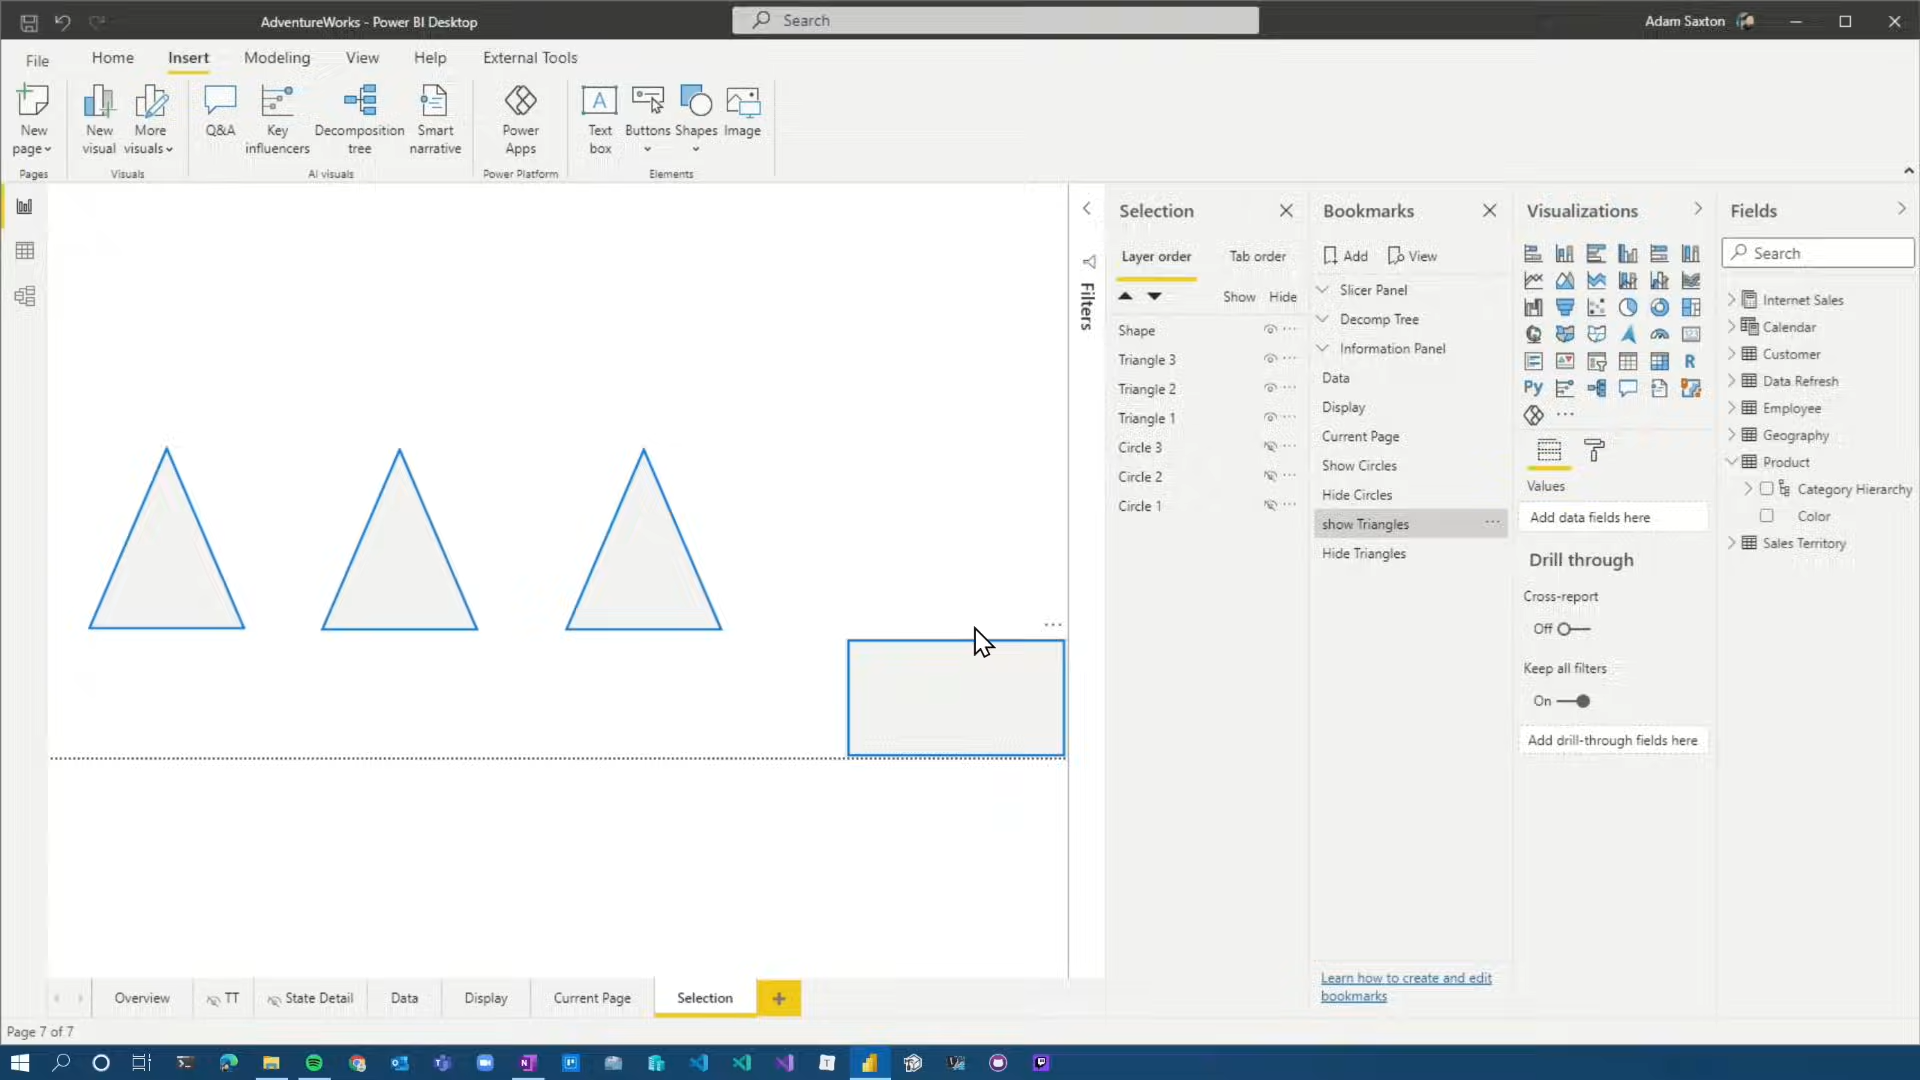 AdventureWorks - Power BI Desktop
Search
Adam Saxton
File
Home
Insert
Modeling
View
Help
External Tools
New page
New visual
More visuals
Q&A
Key influencers
Decomposition tree
Smart narrative
Power Apps
Text box
Buttons
Shapes
Image
Pages
Visuals
AI visuals
Power Platform
Elements
Filters
Selection
Layer order
Tab order
Show
Hide
Shape
Triangle 3
Triangle 2
Triangle 1
Circle 3
Circle 2
Circle 1
Bookmarks
Add
View
Slicer Panel
Decomp Tree
Information Panel
Data
Display
Current Page
Show Circles
Hide Circles
show Triangles
Hide Triangles
Learn how to create and edit
bookmarks
Visualizations
R
Py
Values
Add data fields here
Drill through
Cross-report
Off
Keep all filters
On
Add drill-through fields here
Fields
Search
Internet Sales
Calendar
Customer
Data Refresh
Employee
Geography
Product
Category Hierarchy
Color
Sales Territory
Overview
TT
State Detail
Data
Display
Current Page
Selection
Page 7 of 7